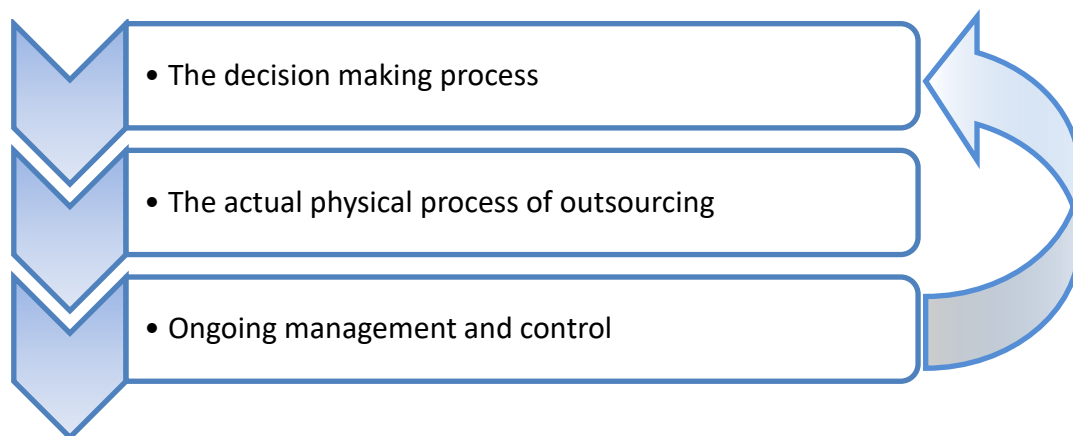 • The decision making process
• The actual physical process of outsourcing
• Ongoing management and control